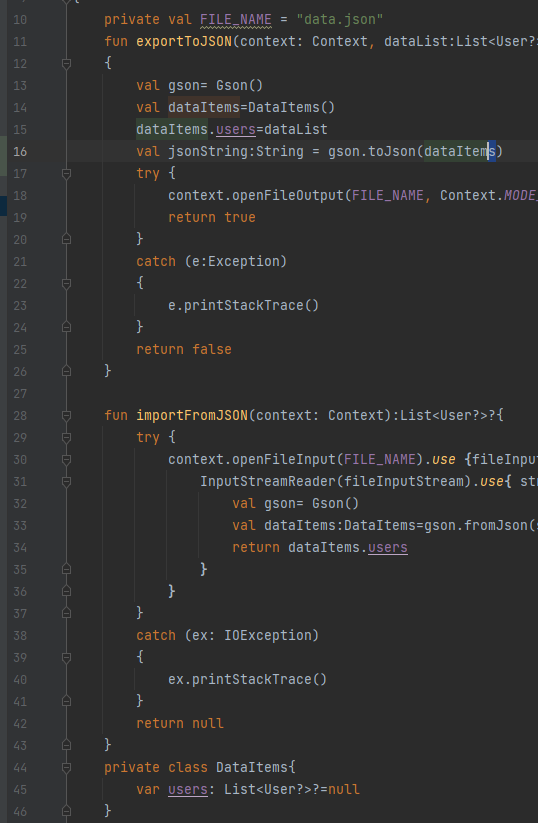 10 private val FILE_NAME = "data.json"
11 fun exportToJSON(context: Context, dataList:List<User?>
12 {
13 val gson= Gson()
14 val dataItems=DataItems()
15 dataItems.users=dataList
16 val jsonString:String = gson.toJson(dataItems)
17 try {
18 context.openFileOutput(FILE_NAME, Context.MODE_
19 return true
20 }
21 catch (e:Exception)
22 {
23 e.printStackTrace()
24 }
25 return false
26 }
27
28 fun importFromJSON(context: Context):List<User?>?{
29 try {
30 context.openFileInput(FILE_NAME).use {fileInpu
31 InputStreamReader(fileInputStream).use{ st
32 val gson= Gson()
33 val dataItems:DataItems=gson.fromJson(s
34 return dataItems.users
35 }
36 }
37 }
38 catch (ex: IOException)
39 {
40 ex.printStackTrace()
41 }
42 return null
43 }
44 private class DataItems{
45 var users: List<User?>?=null
46 }